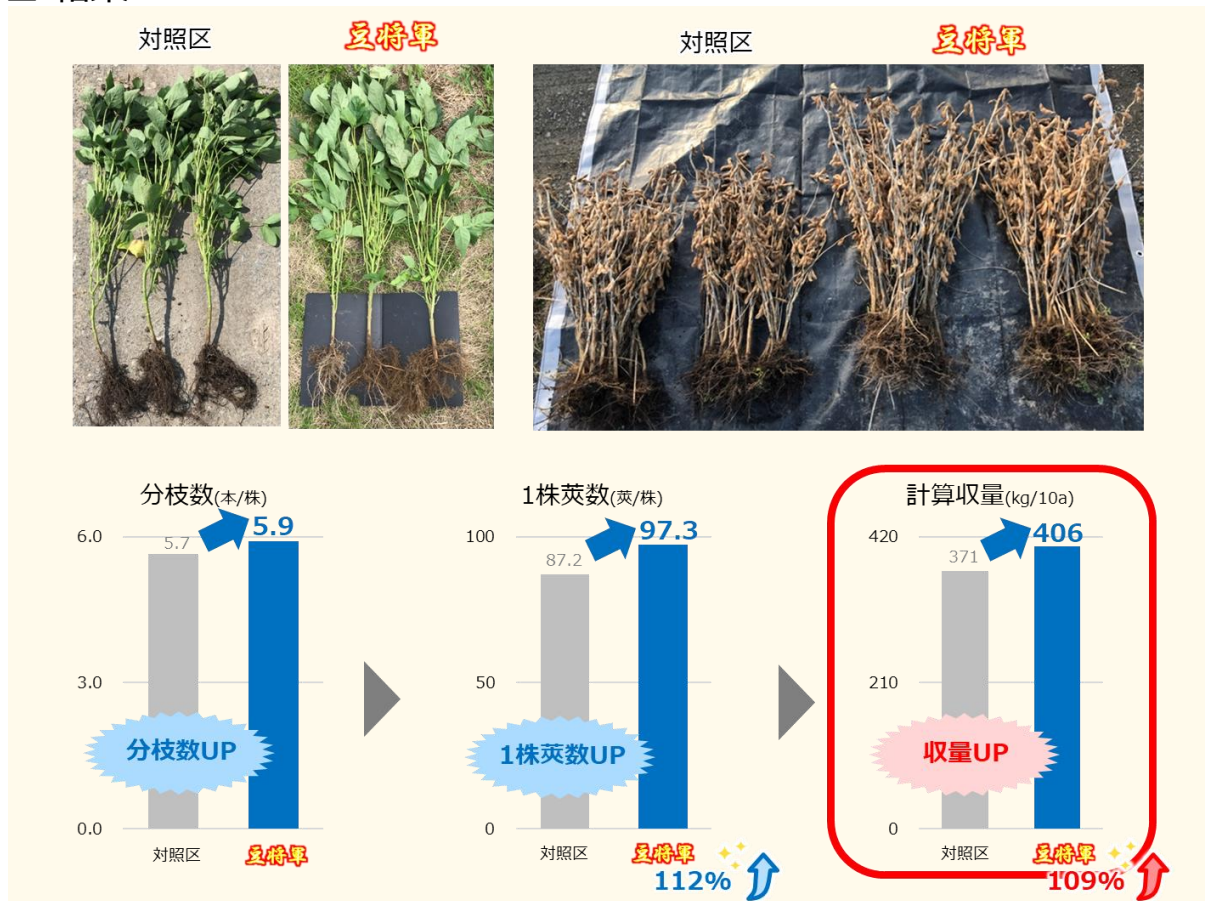 対照区
豆将軍
対照区
豆将軍
分枝数(本/株)
6.0
5.7
5.9
3.0
分枝数UP
0.0
対照区
豆将軍
1株莢数(莢/株)
100
87.2
97.3
50
1株莢数UP
0
対照区
豆将軍
112%
計算収量(kg/10a)
420
371
406
210
収量UP
0
対照区
豆将軍
109%